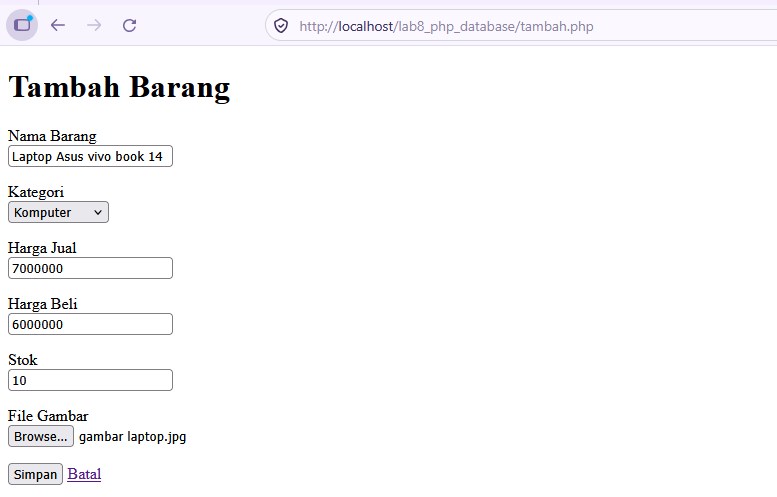 http://localhost/lab8_php_database/tambah.php
Tambah Barang
Nama Barang
Laptop Asus vivo book 14
Kategori
Komputer
Harga Jual
7000000
Harga Beli
6000000
Stok
10
File Gambar
Browse... gambar laptop.jpg
Simpan Batal